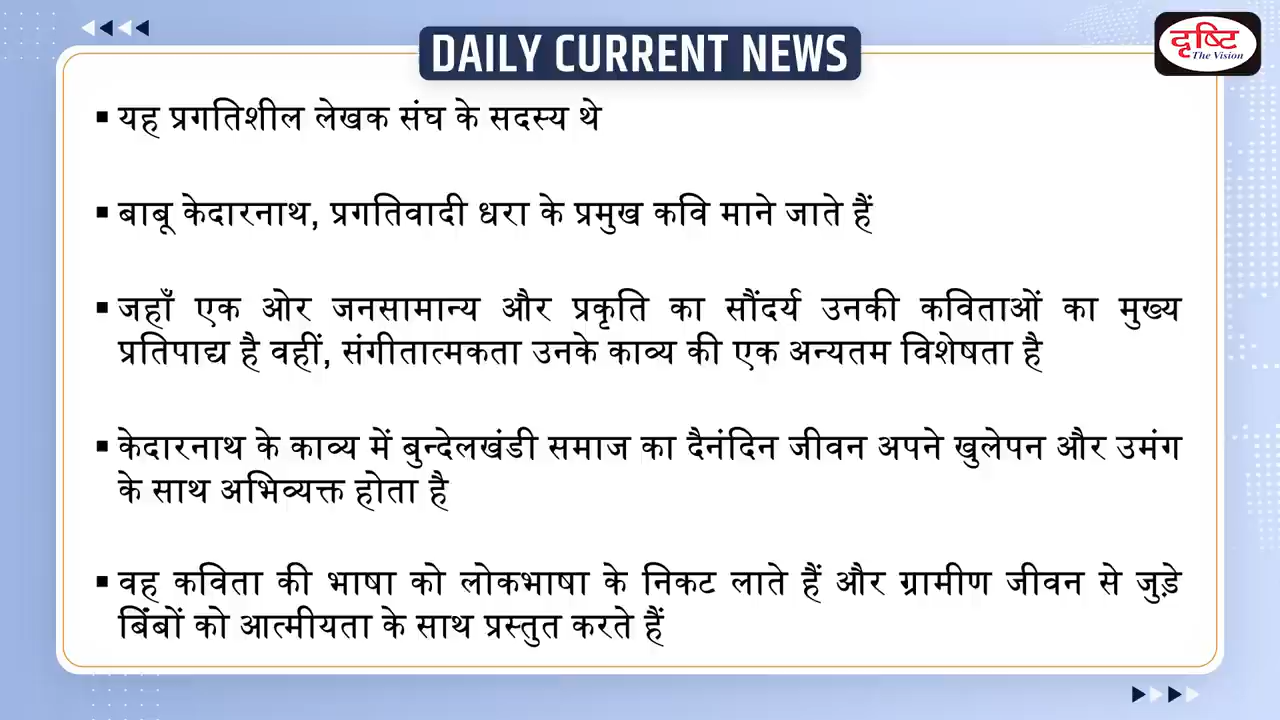 DAILY CURRENT NEWS
दृष्टि
The Vision
▪ यह प्रगतिशील लेखक संघ के सदस्य थे
▪ बाबू केदारनाथ, प्रगतिवादी धरा के प्रमुख कवि माने जाते हैं
▪ जहाँ एक ओर जनसामान्य और प्रकृति का सौंदर्य उनकी कविताओं का मुख्य
प्रतिपाद्य है वहीं, संगीतात्मकता उनके काव्य की एक अन्यतम विशेषता है
▪ केदारनाथ के काव्य में बुन्देलखंडी समाज का दैनंदिन जीवन अपने खुलेपन और उमंग
के साथ अभिव्यक्त होता है
▪ वह कविता की भाषा को लोकभाषा के निकट लाते हैं और ग्रामीण जीवन से जुड़े
बिंबों को आत्मीयता के साथ प्रस्तुत करते हैं